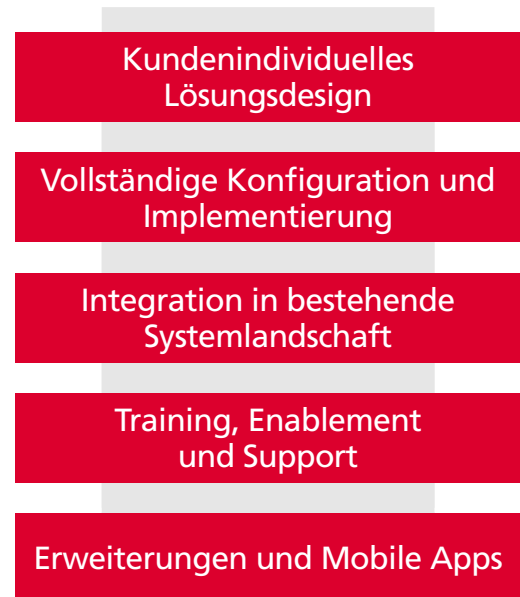 Kundenindividuelles
Lösungsdesign
Vollständige Konfiguration und
Implementierung
Integration in bestehende
Systemlandschaft
Training, Enablement
und Support
Erweiterungen und Mobile Apps